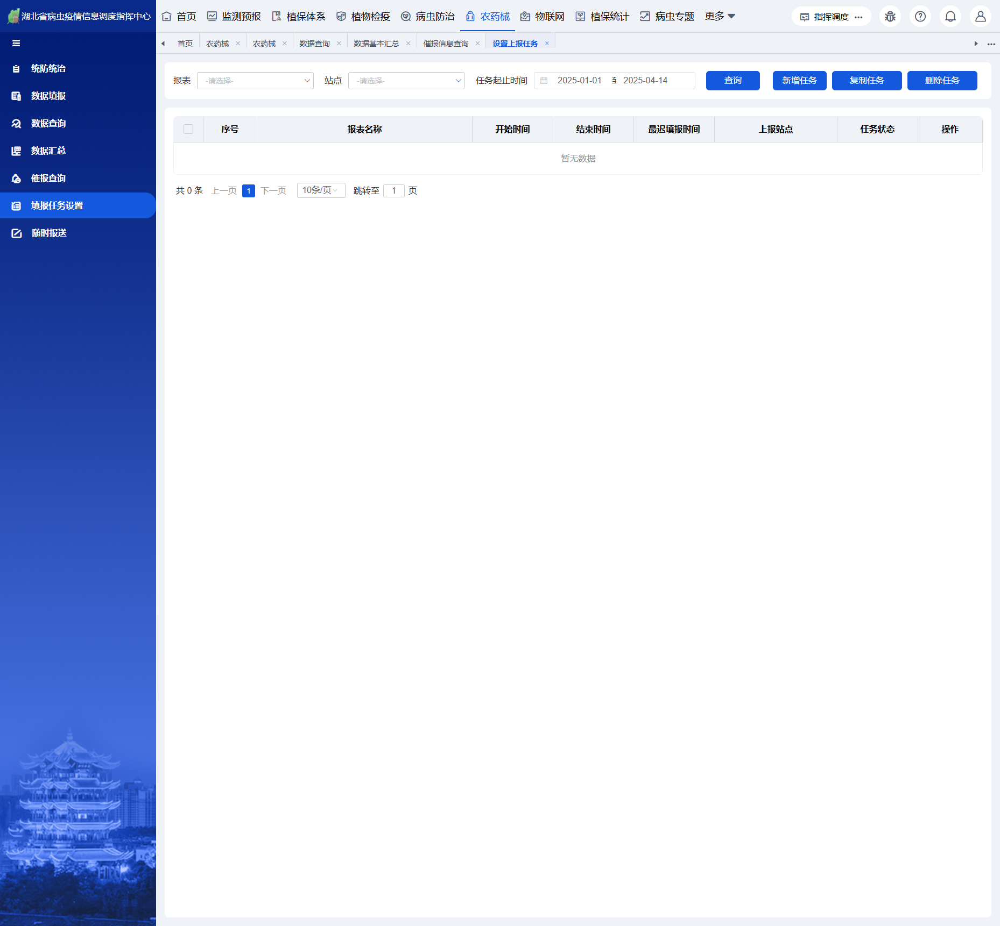 湖北省病虫疫情信息调度指挥中心
首页 监测预报 植保体系 植物检疫 病虫防治 农药械 物联网 植保统计 病虫专题 更多 指挥调度
首页 农药械 农药械 数据查询 数据基本汇总 催报信息查询 设置上报任务
统防统治
数据填报
数据查询
数据汇总
催报查询
填报任务设置
随时报送
报表 -请选择- 站点 -请选择- 任务起止时间 2025-01-01 至 2025-04-14 查询 新增任务 复制任务 删除任务
序号 报表名称 开始时间 结束时间 最迟填报时间 上报站点 任务状态 操作
暂无数据
共 0 条 上一页 1 下一页 10条/页 跳转至 1 页